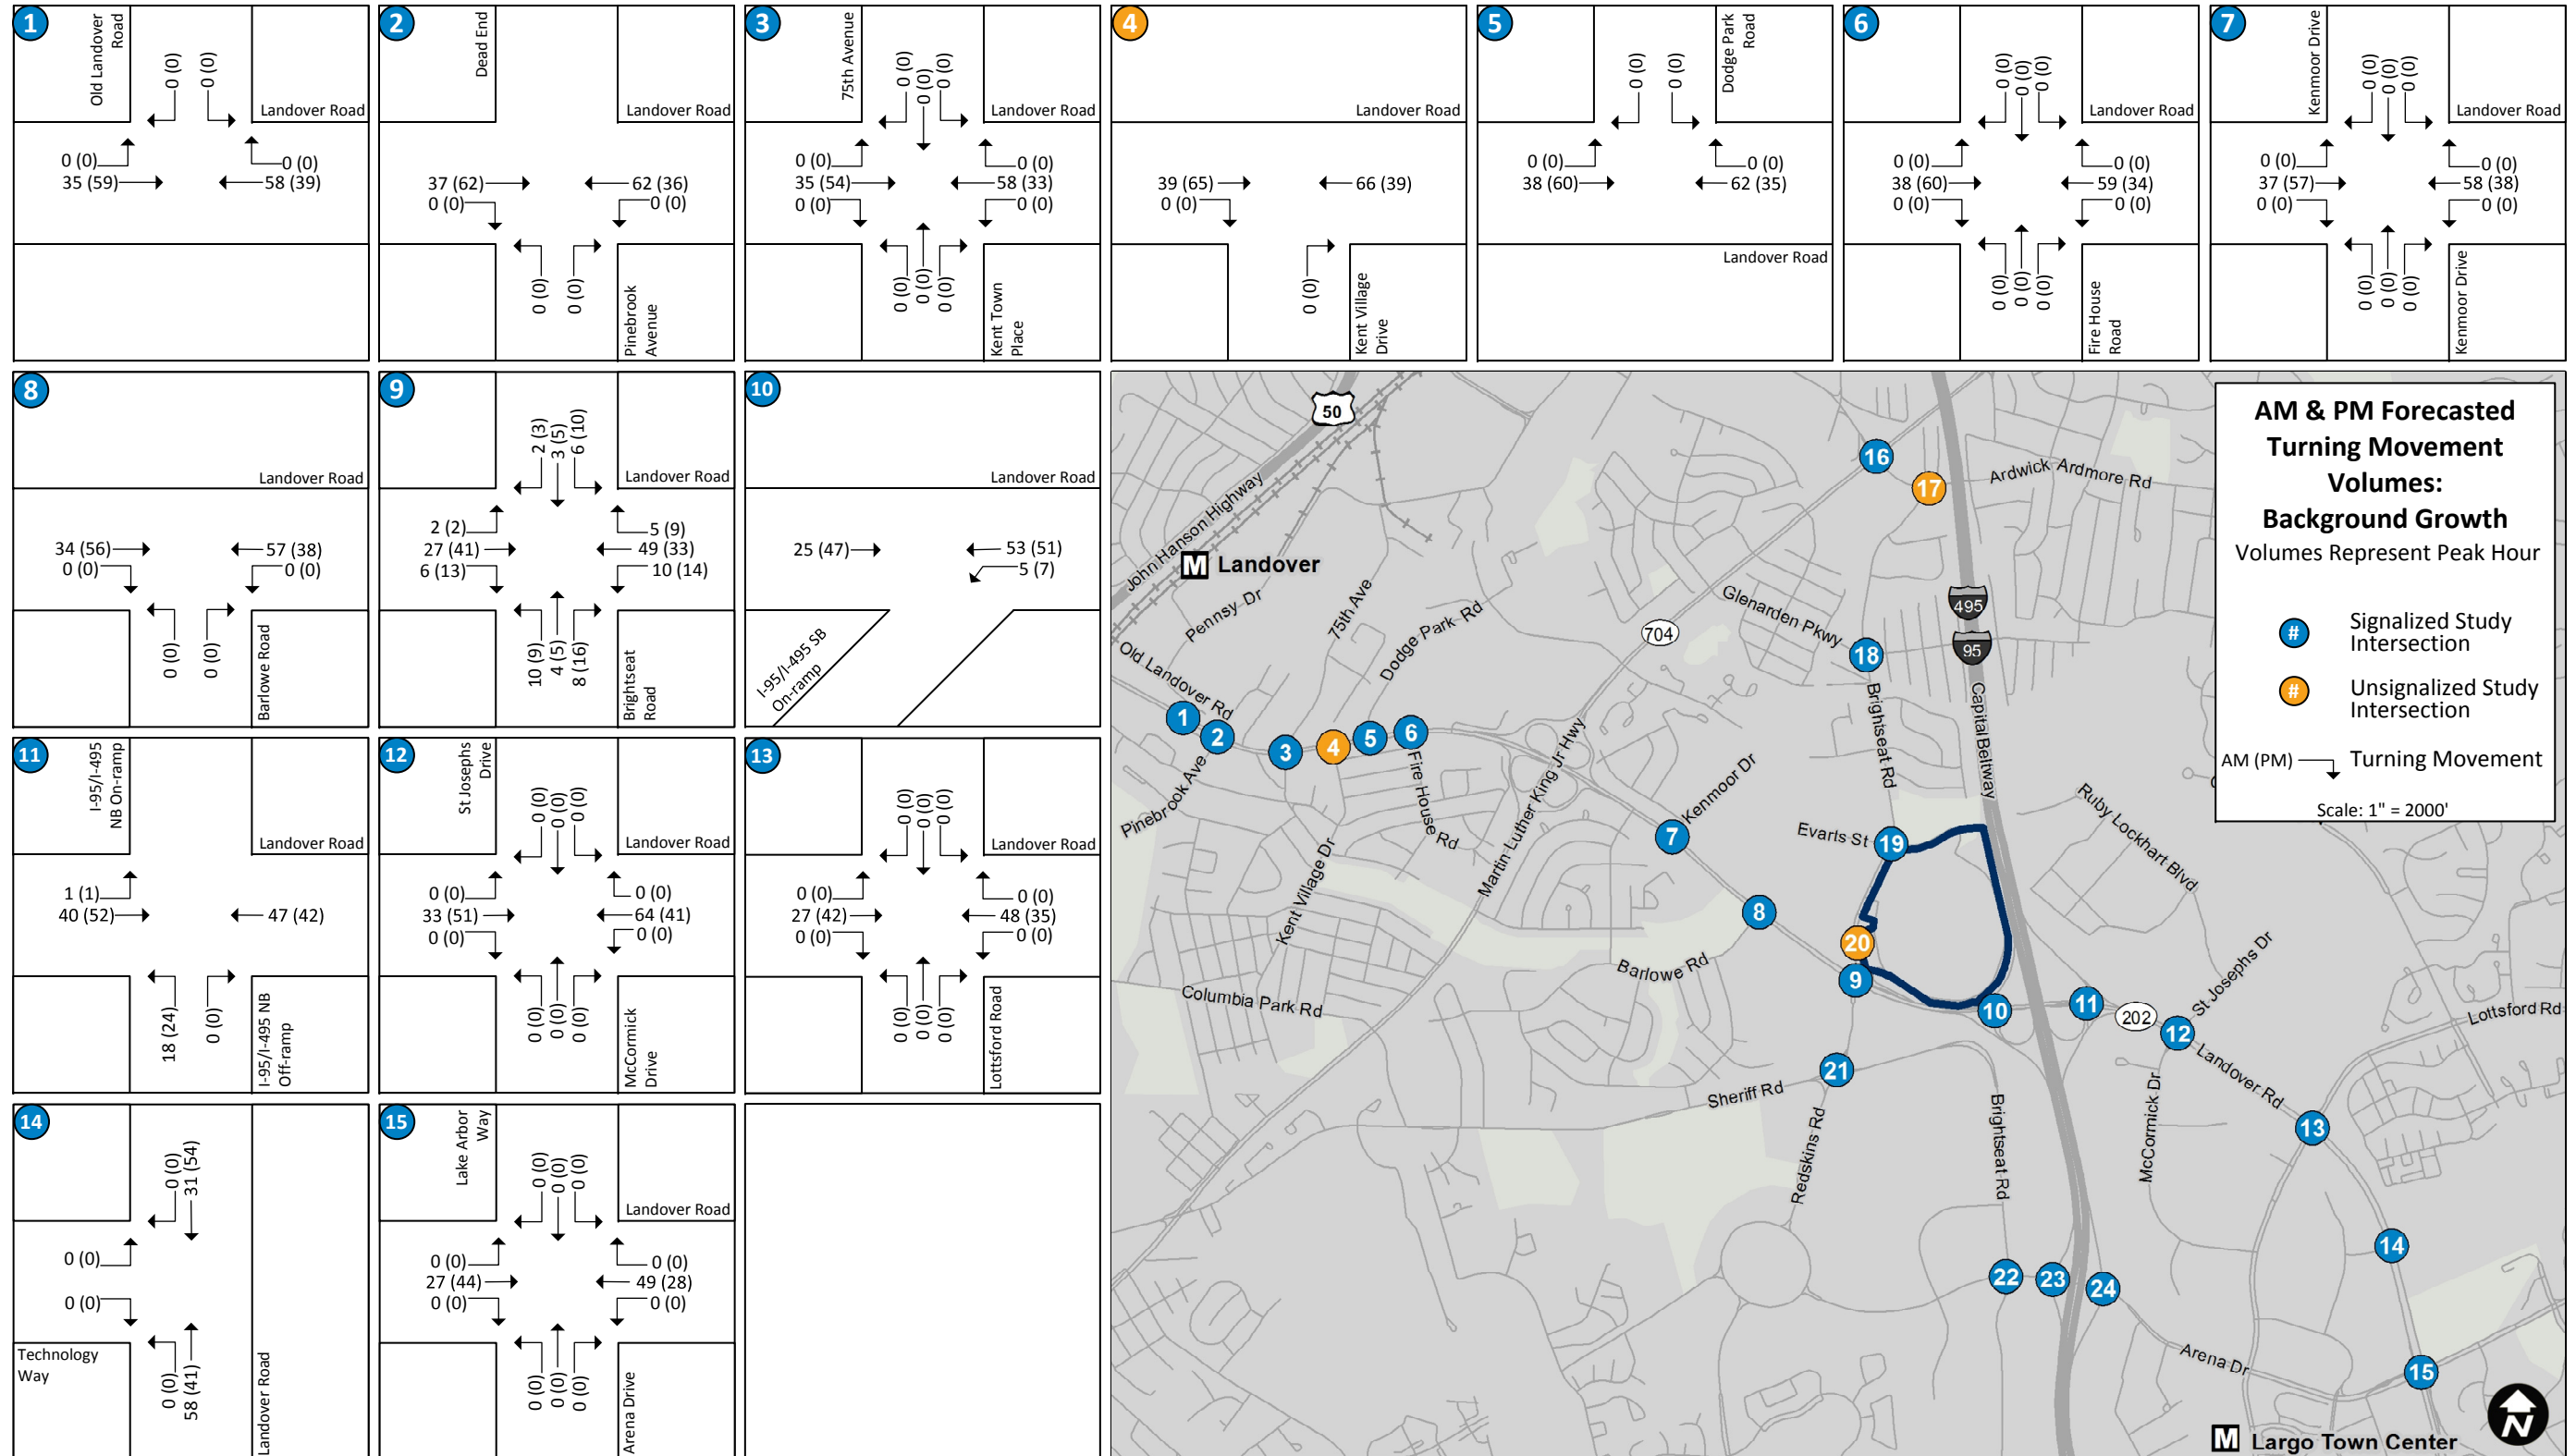 1
Old Landover
Road
0 (0)
0 (0)
Landover Road
0 (0)
35 (59)
0 (0)
58 (39)
2
Dead End
Landover Road
37 (62)
0 (0)
62 (36)
0 (0)
0 (0)
0 (0)
Pinebrook
Avenue
3
75th Avenue
0 (0)
0 (0)
0 (0)
Landover Road
0 (0)
35 (54)
0 (0)
0 (0)
58 (33)
0 (0)
0 (0)
0 (0)
0 (0)
Kent Town
Place
4
Landover Road
39 (65)
0 (0)
66 (39)
0 (0)
Kent Village
Drive
5
0 (0)
0 (0)
Dodge Park
Road
0 (0)
38 (60)
0 (0)
62 (35)
Landover Road
6
0 (0)
0 (0)
0 (0)
Landover Road
0 (0)
38 (60)
0 (0)
0 (0)
59 (34)
0 (0)
0 (0)
0 (0)
0 (0)
Fire House
Road
7
Kenmoor Drive
0 (0)
0 (0)
0 (0)
Landover Road
0 (0)
37 (57)
0 (0)
0 (0)
58 (38)
0 (0)
0 (0)
0 (0)
0 (0)
Kenmoor Drive
8
Landover Road
34 (56)
0 (0)
57 (38)
0 (0)
0 (0)
0 (0)
Barlowe Road
9
2 (3)
3 (5)
6 (10)
Landover Road
2 (2)
27 (41)
6 (13)
5 (9)
49 (33)
10 (14)
10 (9)
4 (5)
8 (16)
Brightseat
Road
10
Landover Road
25 (47)
53 (51)
5 (7)
I-95/I-495 SB
On-ramp
11
I-95/I-495
NB On-ramp
Landover Road
1 (1)
40 (52)
47 (42)
18 (24)
0 (0)
I-95/I-495 NB
Off-ramp
12
St Josephs
Drive
0 (0)
0 (0)
0 (0)
Landover Road
0 (0)
33 (51)
0 (0)
0 (0)
64 (41)
0 (0)
0 (0)
0 (0)
0 (0)
McCormick
Drive
13
0 (0)
0 (0)
0 (0)
Landover Road
0 (0)
27 (42)
0 (0)
0 (0)
48 (35)
0 (0)
0 (0)
0 (0)
0 (0)
Lottsford Road
14
0 (0)
31 (54)
0 (0)
0 (0)
Technology
Way
0 (0)
58 (41)
Landover Road
15
Lake Arbor
Way
0 (0)
0 (0)
0 (0)
Landover Road
0 (0)
27 (44)
0 (0)
0 (0)
49 (28)
0 (0)
0 (0)
0 (0)
0 (0)
Arena Drive
AM & PM Forecasted
Turning Movement
Volumes:
Background Growth
Volumes Represent Peak Hour
# Signalized Study
Intersection
# Unsignalized Study
Intersection
AM (PM) Turning Movement
Scale: 1" = 2000'
50
John Hanson Highway
M Landover
Pennsy Dr
75th Ave
Dodge Park Rd
Old Landover Rd
704
Glenarden Pkwy
Ardwick Ardmore Rd
16
17
495
95
18
Brightseat Rd
Capital Beltway
1
2
3
4
5
6
Pinebrook Ave
Fire House Rd
Martin Luther King Jr Hwy
Kenmoor Dr
7
Evarts St
19
Ruby Lockhart Blvd
Kent Village Dr
8
20
9
Barlowe Rd
Columbia Park Rd
10
11
202
12
St Josephs Dr
Lottsford Rd
Landover Rd
21
Sheriff Rd
Redskins Rd
Brightseat Rd
McCormick Dr
13
14
22
23
24
Arena Dr
15
N
M Largo Town Center